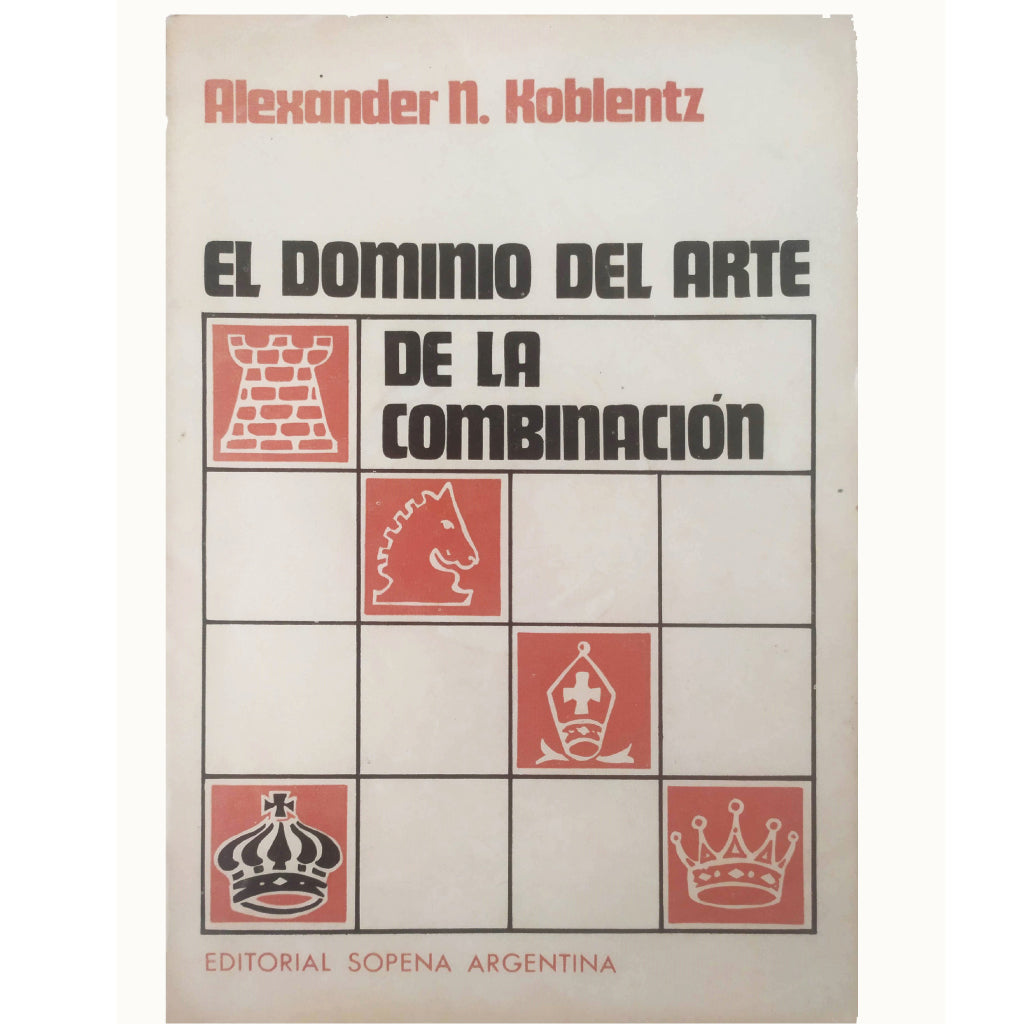 Alexander N. Koblentz
EL DOMINIO DEL ARTE
DE LA
COMBINACIÓN
EDITORIAL SOPENA ARGENTINA